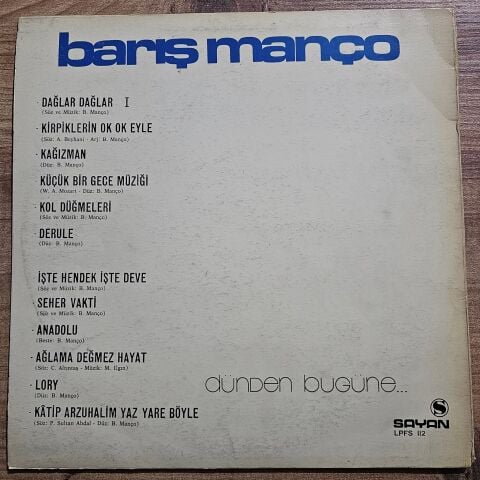 barış manço
· DAĞLAR DAĞLAR I
(Söz ve Müzik: B. Manço)
· KİRPİKLERİN OK OK EYLE
(Söz: A. Beyhani - Arj: B. Manço)
· KAĞIZMAN
(Düz: B. Manço)
KÜÇÜK BİR GECE MÜZİĞİ
(W. A. Mozart - Düz: B. Manço)
· KOL DÜĞMELERİ
(Söz ve Müzik: B. Manço)
· DERULE
(Düz: B. Manço)
İŞTE HENDEK İŞTE DEVE
(Söz ve Müzik: B. Manço)
· SEHER VAKTİ
(Söz ve Müzik: B. Manço)
· ANADOLU
(Beste: B. Manço)
· AĞLAMA DEĞMEZ HAYAT
(Söz: C. Altıntaş - Müzik: M. Ilgın)
· LORY
(Düz: B. Manço)
· KÂTİP ARZUHALİM YAZ YARE BÖYLE
(Söz: P. Sultan Abdal - Düz: B. Manço)
dünden bugüne...
S
SAYAN
LPFS 112